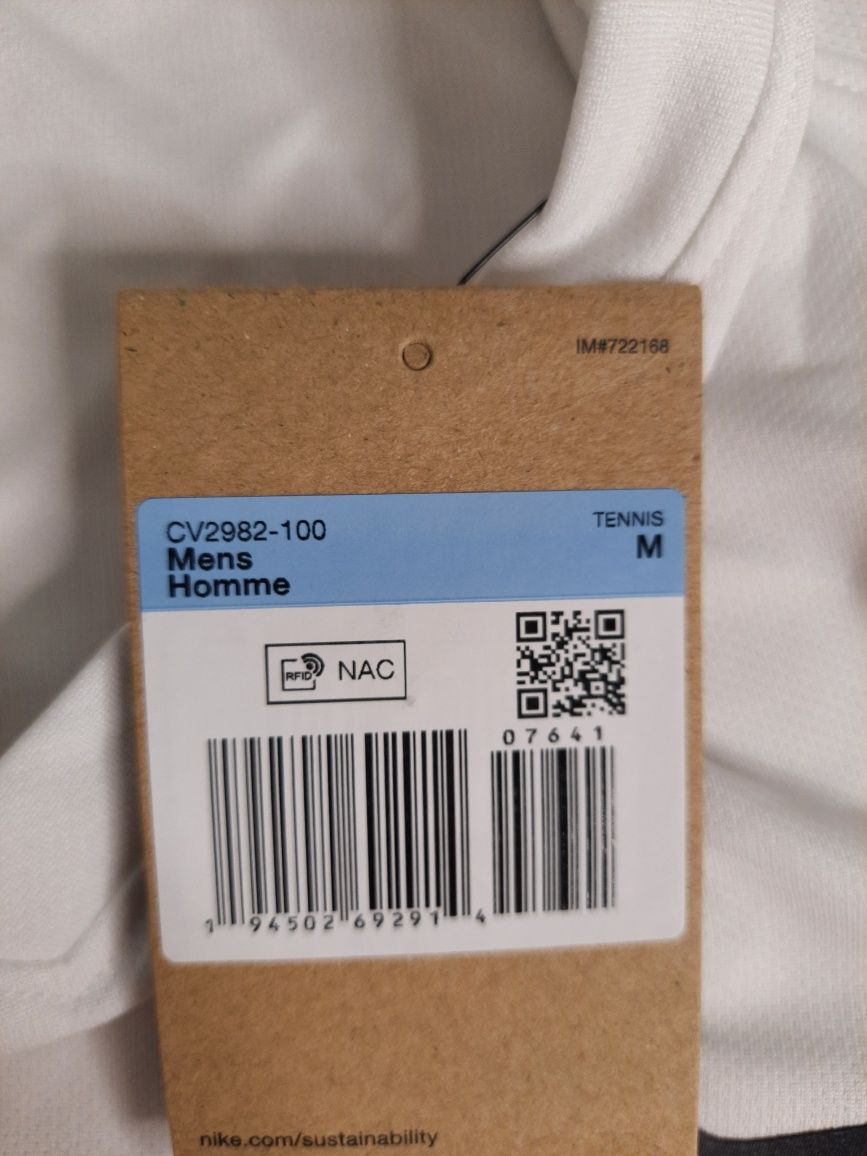 IM#722168
CV2982-100
TENNIS
Mens
M
Homme
RFID NAC
07641
1 94502 69291 4
nike.com/sustainability